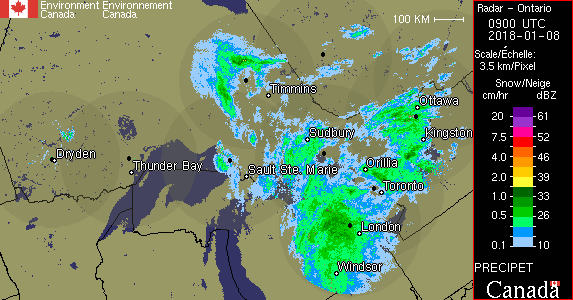 Environment Environnement
Canada Canada
100 KM
Radar - Ontario
0900 UTC
2018-01-08
Scale/Échelle:
3.5 km/Pixel
Snow/Neige
cm/hr dBZ
20 61
7.5 52
4.0 46
2.0 39
1.0 33
0.5 26
0.1 10
PRECIPET
Canada
Timmins
Ottawa
Sudbury
Kingston
Dryden
Thunder Bay
Sault Ste. Marie
Orillia
Toronto
London
Windsor